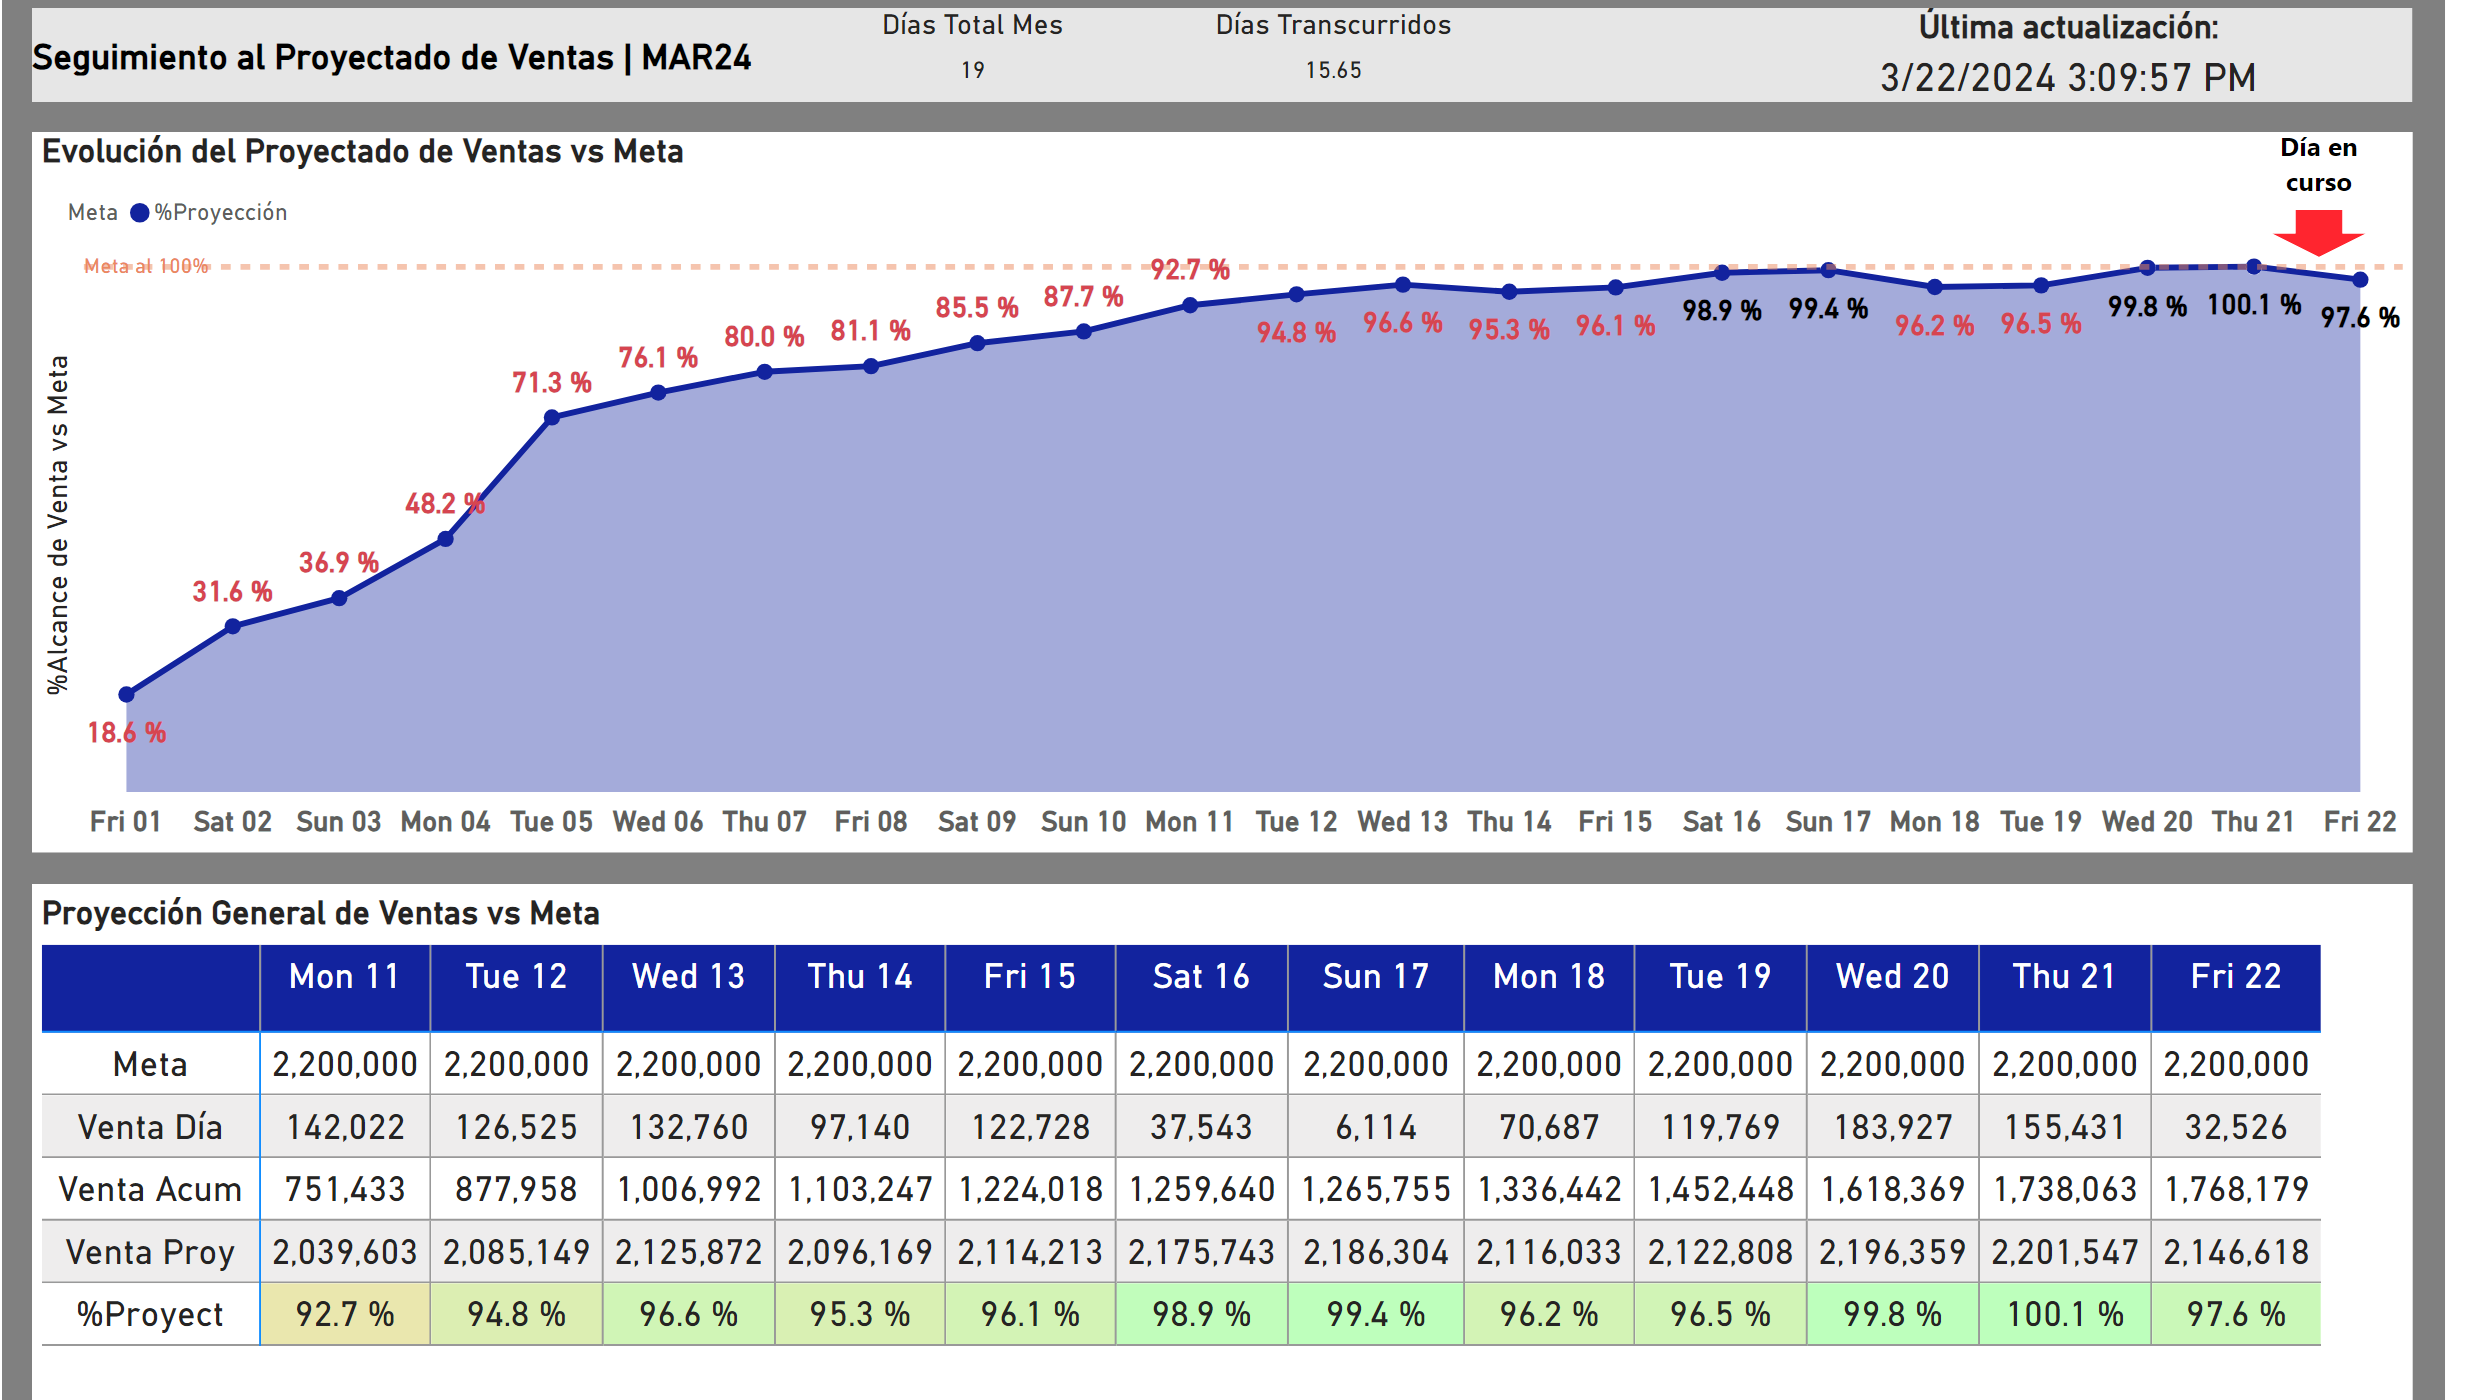 Seguimiento al Proyectado de Ventas | MAR24
Días Total Mes
19
Días Transcurridos
15.65
Última actualización:
3/22/2024 3:09:57 PM
Evolución del Proyectado de Ventas vs Meta
Día en
curso
Meta %Proyección
Meta al 100%
%Alcance de Venta vs Meta
18.6 %
31.6 %
36.9 %
48.2 %
71.3 %
76.1 %
80.0 %
81.1 %
85.5 %
87.7 %
92.7 %
94.8 %
96.6 %
95.3 %
96.1 %
98.9 %
99.4 %
96.2 %
96.5 %
99.8 %
100.1 %
97.6 %
Fri 01 Sat 02 Sun 03 Mon 04 Tue 05 Wed 06 Thu 07 Fri 08 Sat 09 Sun 10 Mon 11 Tue 12 Wed 13 Thu 14 Fri 15 Sat 16 Sun 17 Mon 18 Tue 19 Wed 20 Thu 21 Fri 22
Proyección General de Ventas vs Meta
Mon 11 Tue 12 Wed 13 Thu 14 Fri 15 Sat 16 Sun 17 Mon 18 Tue 19 Wed 20 Thu 21 Fri 22
Meta 2,200,000 2,200,000 2,200,000 2,200,000 2,200,000 2,200,000 2,200,000 2,200,000 2,200,000 2,200,000 2,200,000 2,200,000
Venta Día 142,022 126,525 132,760 97,140 122,728 37,543 6,114 70,687 119,769 183,927 155,431 32,526
Venta Acum 751,433 877,958 1,006,992 1,103,247 1,224,018 1,259,640 1,265,755 1,336,442 1,452,448 1,618,369 1,738,063 1,768,179
Venta Proy 2,039,603 2,085,149 2,125,872 2,096,169 2,114,213 2,175,743 2,186,304 2,116,033 2,122,808 2,196,359 2,201,547 2,146,618
%Proyect 92.7 % 94.8 % 96.6 % 95.3 % 96.1 % 98.9 % 99.4 % 96.2 % 96.5 % 99.8 % 100.1 % 97.6 %